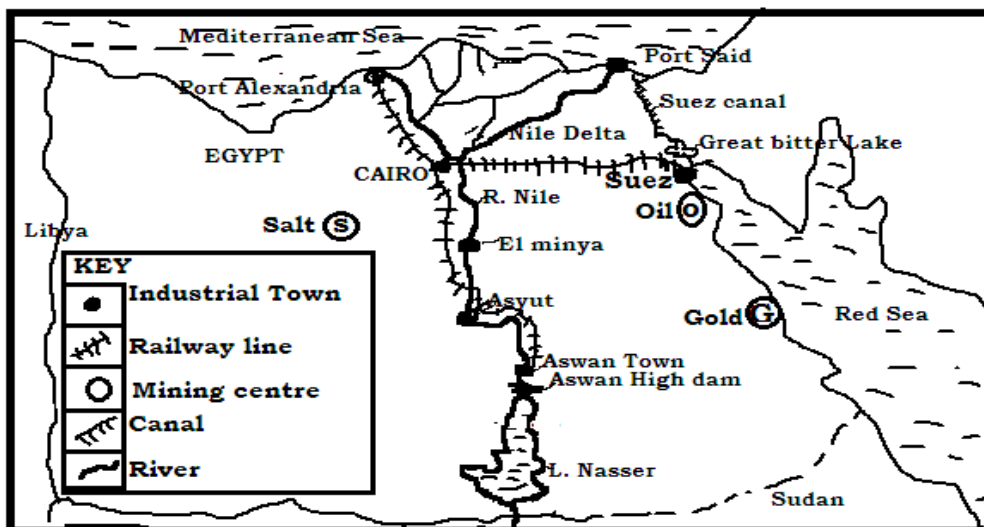 Mediterranean Sea
Port Said
Port Alexandria
Suez canal
Nile Delta
Great bitter Lake
EGYPT
CAIRO
Suez
R. Nile
Oil O
Salt S
Libya
El minya
KEY
Industrial Town
Asyut
Gold G
Red Sea
Railway line
Aswan Town
Aswan High dam
Mining centre
Canal
River
L. Nasser
Sudan